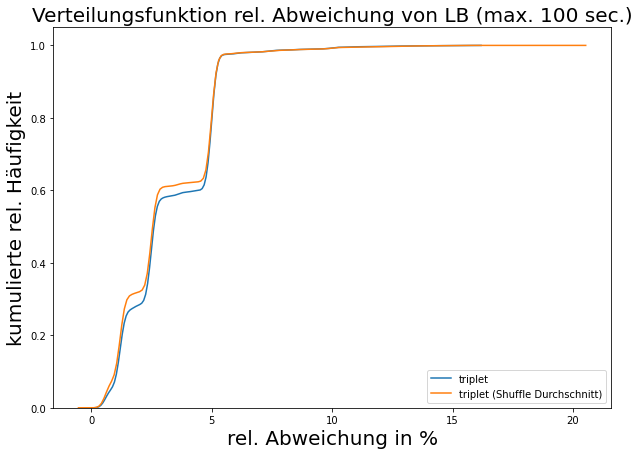 Verteilungsfunktion rel. Abweichung von LB (max. 100 sec.)
kumulierte rel. Häufigkeit
1.0
0.8
0.6
0.4
0.2
0.0
0
5
10
15
20
triplet
triplet (Shuffle Durchschnitt)
rel. Abweichung in %